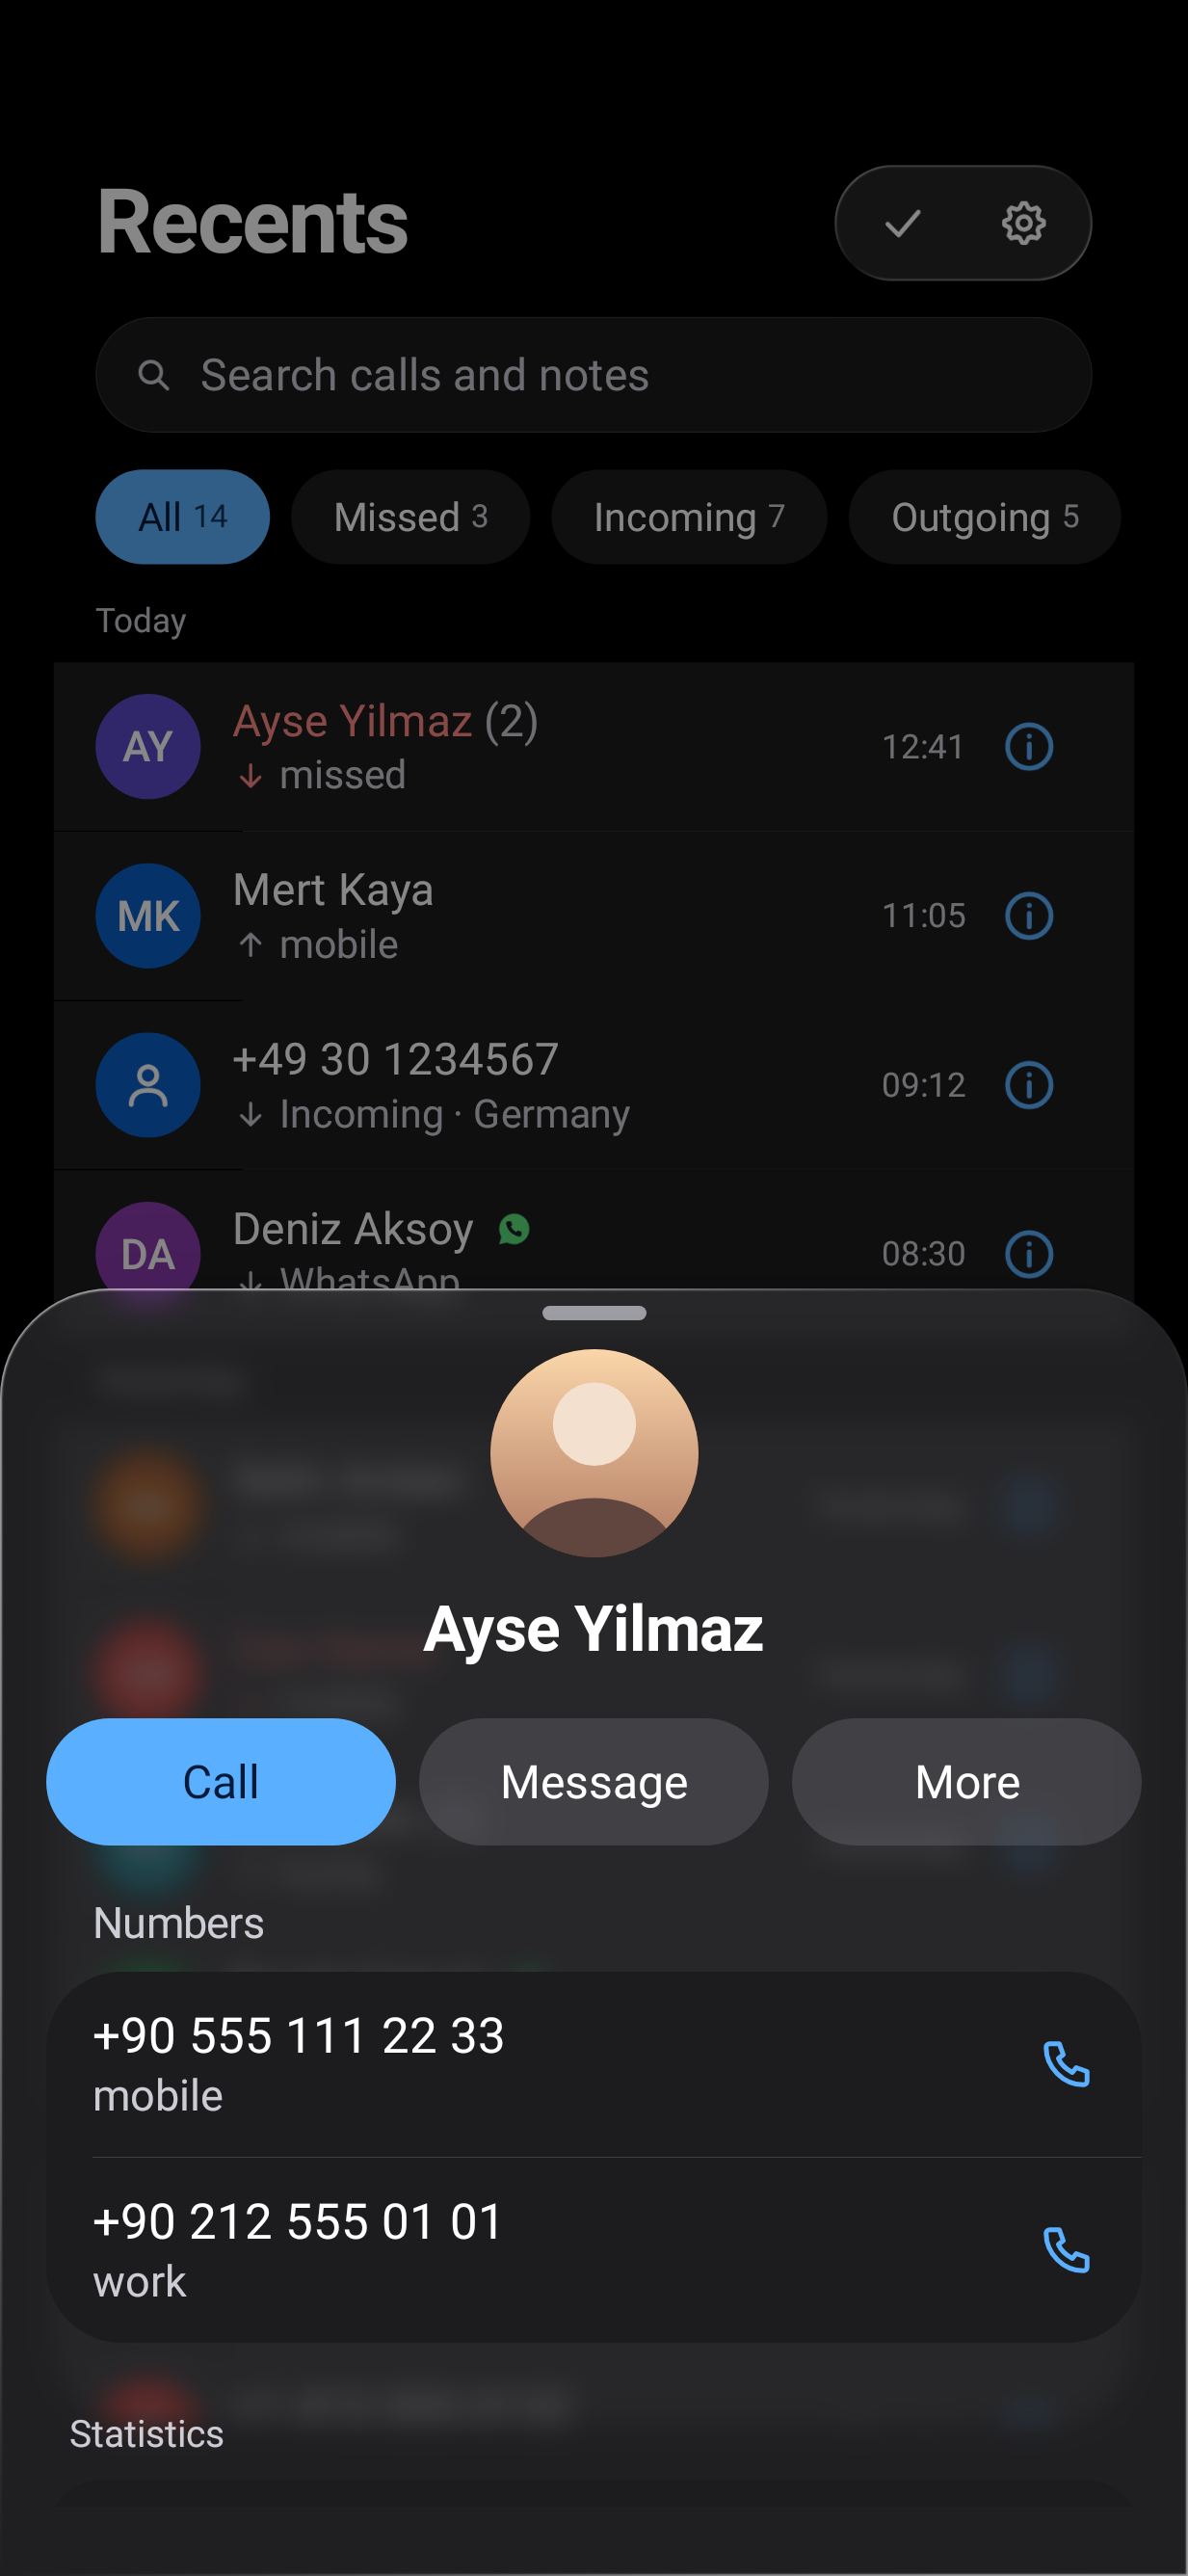 Recents
Search calls and notes
All 14 Missed 3 Incoming 7 Outgoing 5
Today
AY Ayse Yilmaz (2) 12:41
missed
MK Mert Kaya 11:05
mobile
+49 30 1234567 09:12
Incoming · Germany
DA Deniz Aksoy 08:30
WhatsApp
Ayse Yilmaz
Call Message More
Numbers
+90 555 111 22 33
mobile
+90 212 555 01 01
work
Statistics